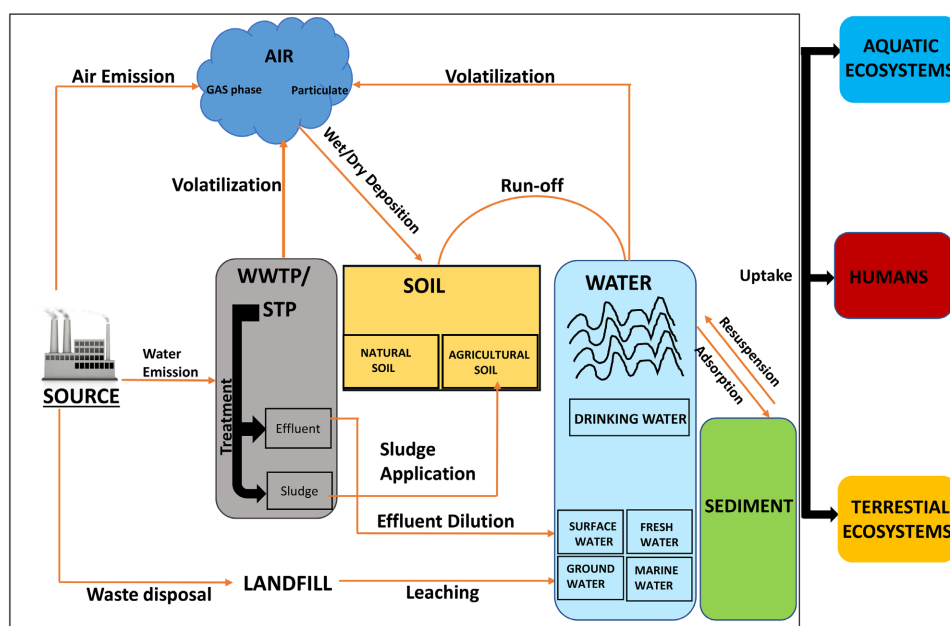 AIR
GAS phase
Particulate
Air Emission
Volatilization
Volatilization
Wet/Dry Deposition
Run-off
WWTP/
STP
Treatment
Effluent
Sludge
SOIL
NATURAL
SOIL
AGRICULTURAL
SOIL
WATER
DRINKING WATER
SURFACE
WATER
FRESH
WATER
GROUND
WATER
MARINE
WATER
Resuspension
Adsorption
SEDIMENT
SOURCE
Water
Emission
Sludge
Application
Effluent Dilution
Waste disposal
LANDFILL
Leaching
Uptake
AQUATIC
ECOSYSTEMS
HUMANS
TERRESTIAL
ECOSYSTEMS